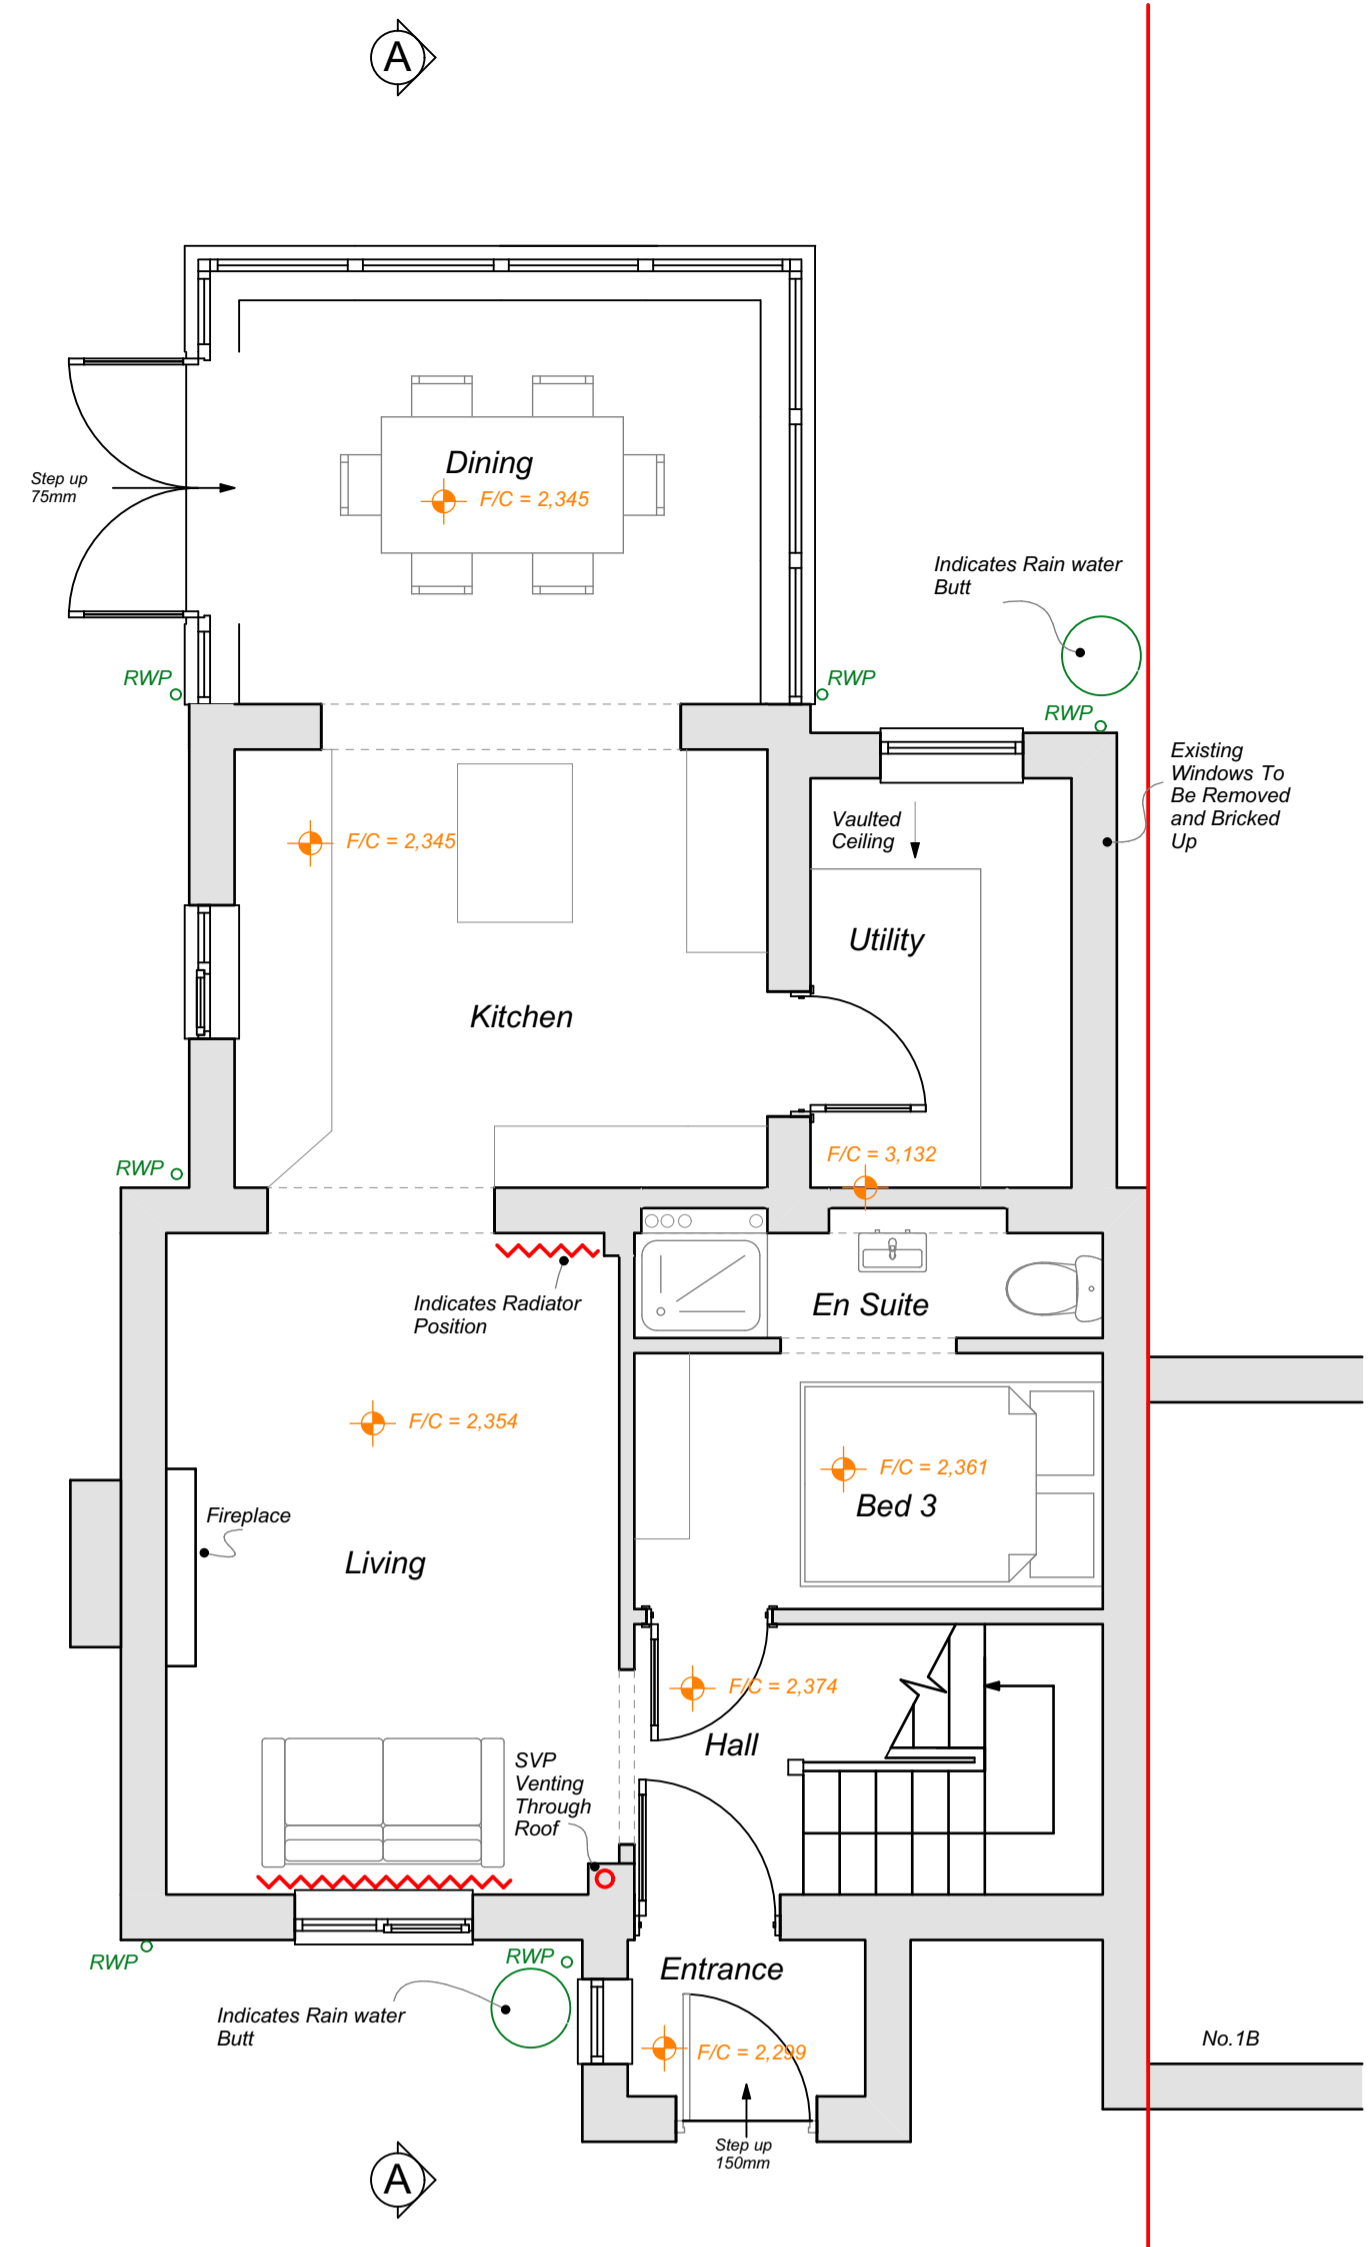 A
Dining
F/C = 2,345
Step up
75mm
Indicates Rain water
Butt
RWP
RWP
RWP
Existing
Windows To
Be Removed
and Bricked
Up
Vaulted
Ceiling
F/C = 2,345
Utility
Kitchen
F/C = 3,132
RWP
Indicates Radiator
Position
En Suite
F/C = 2,354
F/C = 2,361
Bed 3
Fireplace
Living
F/C = 2,374
Hall
SVP
Venting
Through
Roof
RWP
RWP
Entrance
Indicates Rain water
Butt
F/C = 2,299
No.1B
Step up
150mm
A